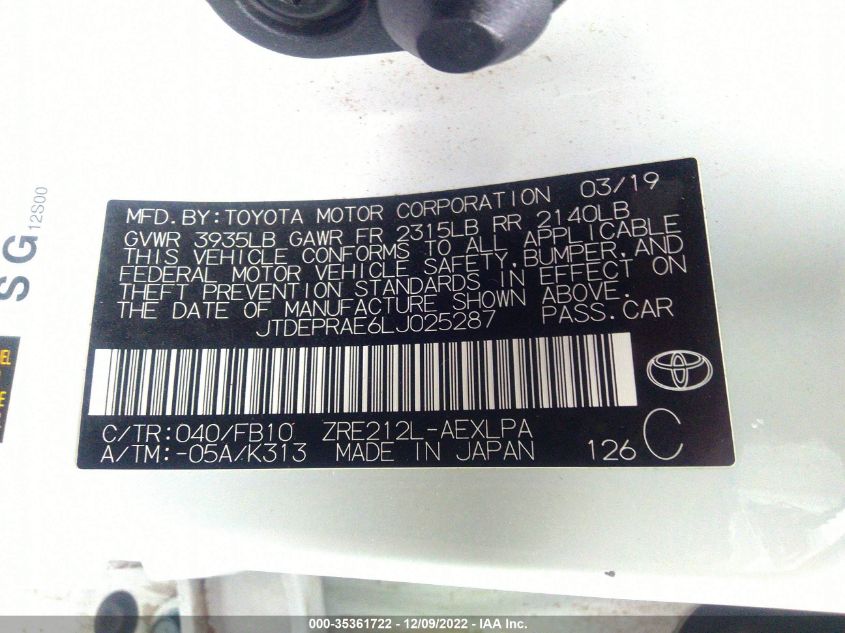 MFD.BY:TOYOTA MOTOR CORPORATION 03/19
GVWR 3935LB GAWR FR 2315LB RR 2140LB
THIS VEHICLE CONFORMS TO ALL APPLICABLE
FEDERAL MOTOR VEHICLE SAFETY,BUMPER,AND
THEFT PREVENTION STANDARDS IN EFFECT ON
THE DATE OF MANUFACTURE SHOWN ABOVE.
JTDEPRAE6LJ025287 PASS.CAR
C/TR:040/FB10 ZRE212L-AEXLPA
A/TM:-05A/K313 MADE IN JAPAN 126 C
SG
12S00
000-35361722 - 12/09/2022 - IAA Inc.